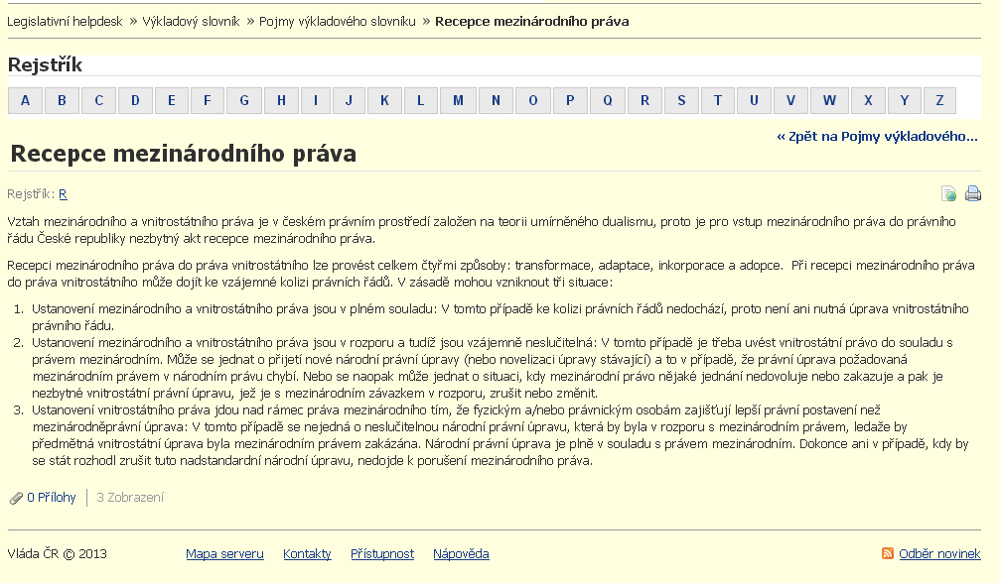 Legislativní helpdesk » Výkladový slovník » Pojmy výkladového slovníku » Recepce mezinárodního práva
Rejstřík
A B C D E F G H I J K L M N O P Q R S T U V W X Y Z
« Zpět na Pojmy výkladového...
Recepce mezinárodního práva
Rejstřík: R
Vztah mezinárodního a vnitrostátního práva je v českém právním prostředí založen na teorii umírněného dualismu, proto je pro vstup mezinárodního práva do právního
řádu České republiky nezbytný akt recepce mezinárodního práva.
Recepci mezinárodního práva do práva vnitrostátního lze provést celkem čtyřmi způsoby: transformace, adaptace, inkorporace a adopce. Při recepci mezinárodního práva
do práva vnitrostátního může dojít ke vzájemné kolizi právních řádů. V zásadě mohou vzniknout tři situace:
1. Ustanovení mezinárodního a vnitrostátního práva jsou v plném souladu: V tomto případě ke kolizi právních řádů nedochází, proto není ani nutná úprava vnitrostátního
právního řádu.
2. Ustanovení mezinárodního a vnitrostátního práva jsou v rozporu a tudíž jsou vzájemně neslučitelná: V tomto případě je třeba uvést vnitrostátní právo do souladu s
právem mezinárodním. Může se jednat o přijetí nové národní právní úpravy (nebo novelizaci úpravy stávající) a to v případě, že právní úprava požadovaná
mezinárodním právem v národním právu chybí. Nebo se naopak může jednat o situaci, kdy mezinárodní právo nějaké jednání nedovoluje nebo zakazuje a pak je
nezbytné vnitrostátní právní úpravu, jež je s mezinárodním závazkem v rozporu, zrušit nebo změnit.
3. Ustanovení vnitrostátního práva jdou nad rámec práva mezinárodního tím, že fyzickým a/nebo právnickým osobám zajišťují lepší právní postavení než
mezinárodněprávní úprava: V tomto případě se nejedná o neslučitelnou národní právní úpravu, která by byla v rozporu s mezinárodním právem, ledaže by
předmětná vnitrostátní úprava byla mezinárodním právem zakázána. Národní právní úprava je plně v souladu s právem mezinárodním. Dokonce ani v případě, kdy by
se stát rozhodl zrušit tuto nadstandardní národní úpravu, nedojde k porušení mezinárodního práva.
0 Přílohy | 3 Zobrazení
Vláda ČR © 2013 Mapa serveru Kontakty Přístupnost Nápověda Odběr novinek